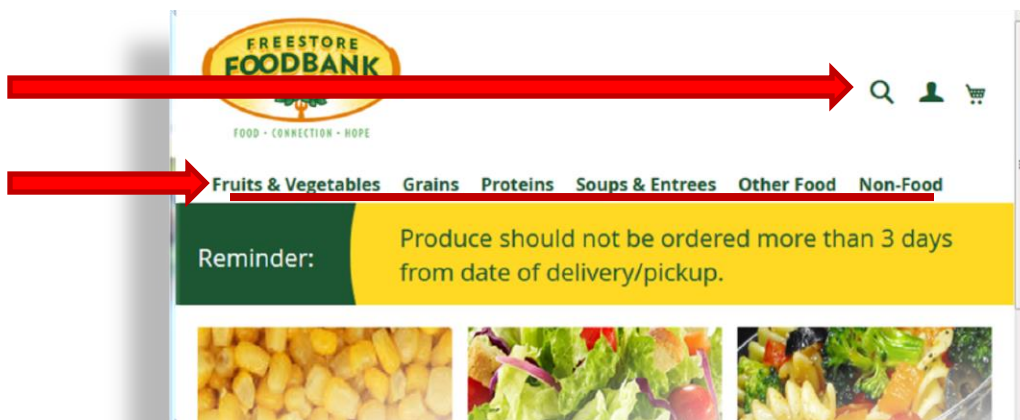 FREESTORE
FOODBANK
FOOD • CONNECTION • HOPE
Fruits & Vegetables Grains Proteins Soups & Entrees Other Food Non-Food
Reminder:
Produce should not be ordered more than 3 days
from date of delivery/pickup.